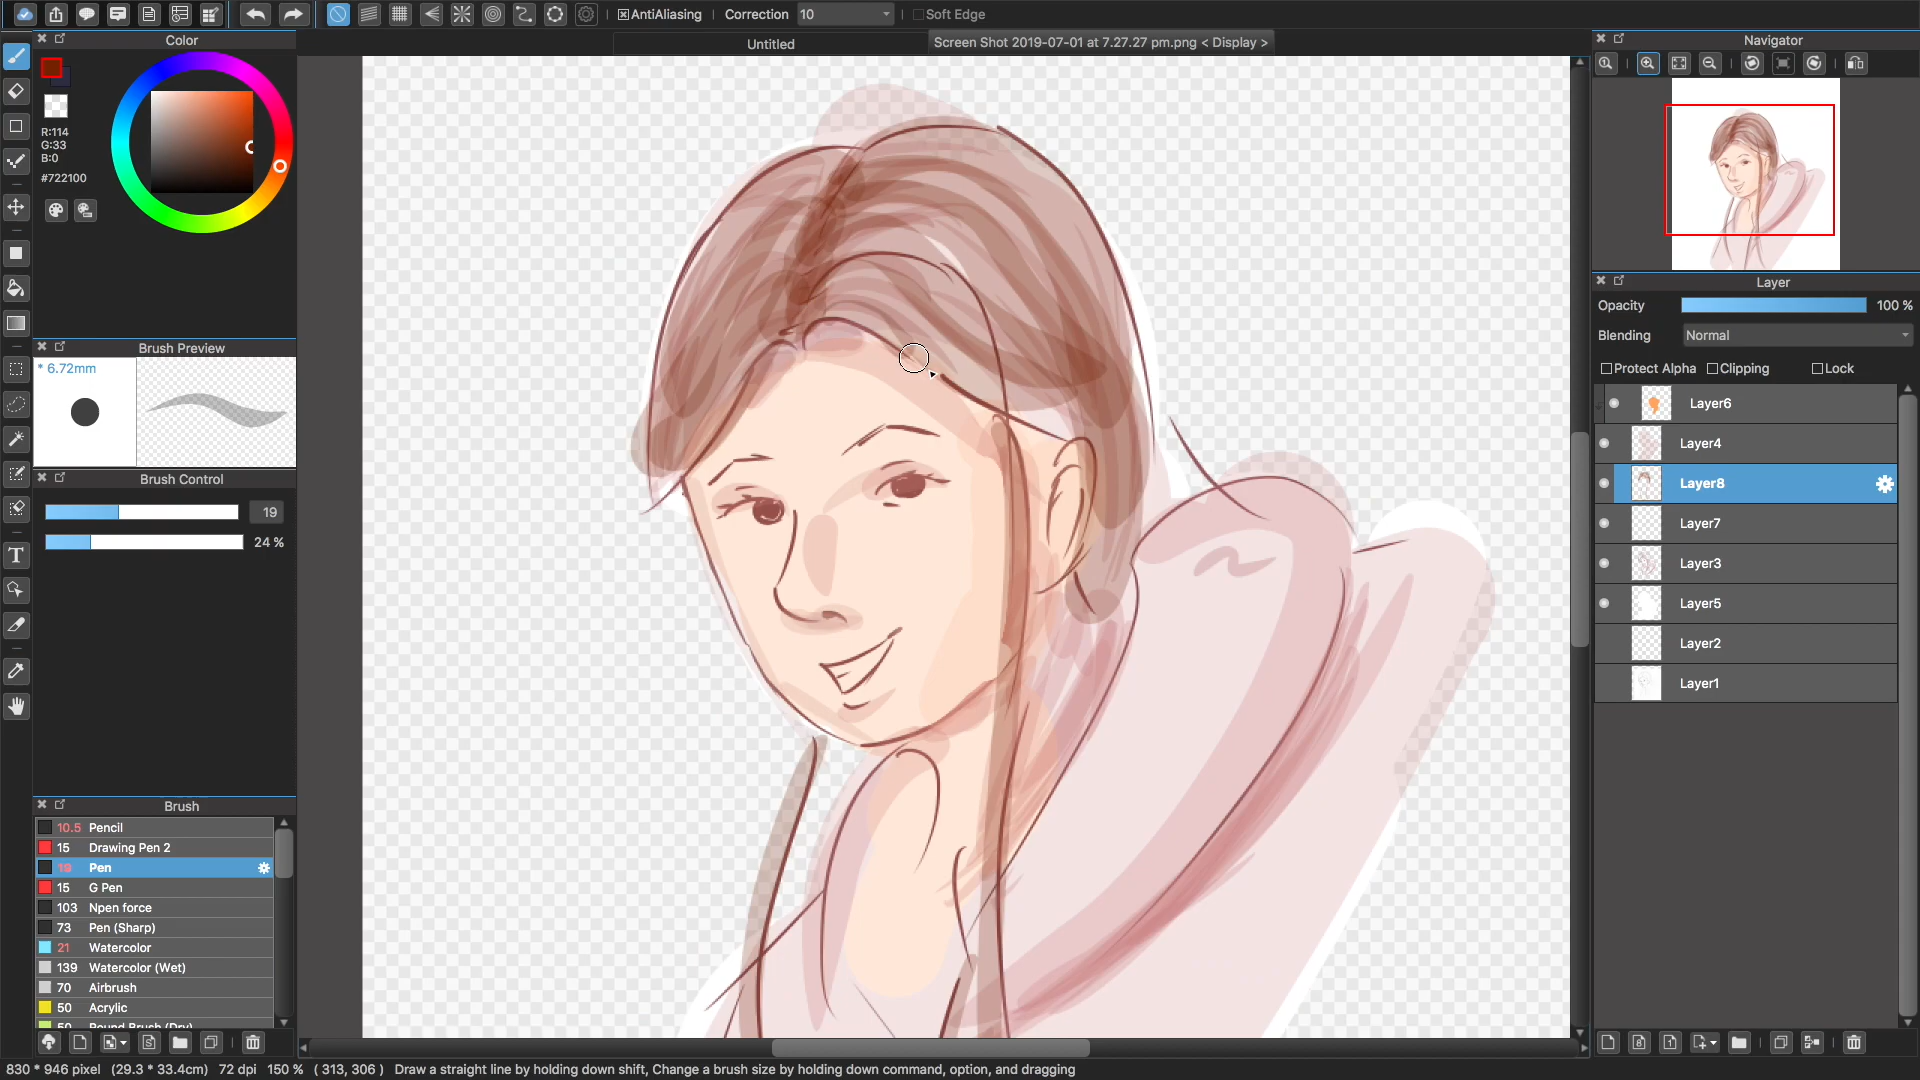 AntiAliasing Correction 10 Soft Edge
Color
Untitled
Screen Shot 2019-07-01 at 7.27.27 pm.png < Display >
Navigator
R:114
G:33
B:0
#722100
Layer
Opacity 100 %
Blending Normal
Protect Alpha Clipping Lock
Brush Preview
* 6.72mm
Brush Control
19
24 %
Layer6
Layer4
Layer8
Layer7
Layer3
Layer5
Layer2
Layer1
T
Brush
10.5 Pencil
15 Drawing Pen 2
19 Pen
15 G Pen
103 Npen force
73 Pen (Sharp)
21 Watercolor
139 Watercolor (Wet)
70 Airbrush
50 Acrylic
50 Round Brush (Dry)
830 * 946 pixel (29.3 * 33.4cm) 72 dpi 150 % ( 313, 306 ) Draw a straight line by holding down shift, Change a brush size by holding down command, option, and dragging